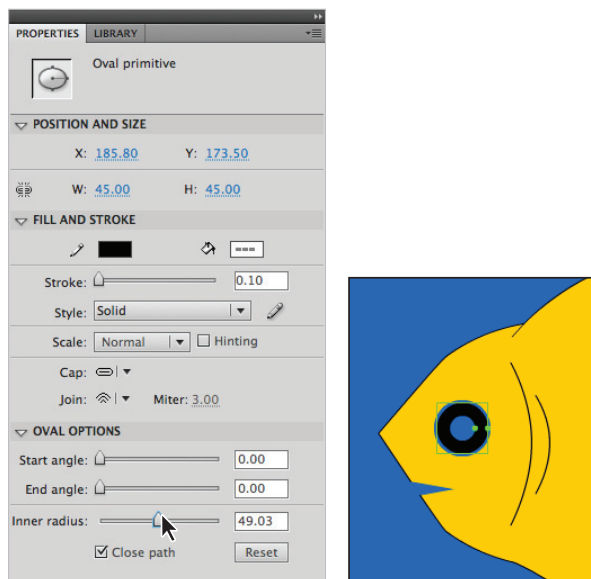 PROPERTIES LIBRARY
Oval primitive
POSITION AND SIZE
X: 185.80 Y: 173.50
W: 45.00 H: 45.00
FILL AND STROKE
Stroke: 0.10
Style: Solid
Scale: Normal Hinting
Cap:
Join: Miter: 3.00
OVAL OPTIONS
Start angle: 0.00
End angle: 0.00
Inner radius: 49.03
Close path Reset